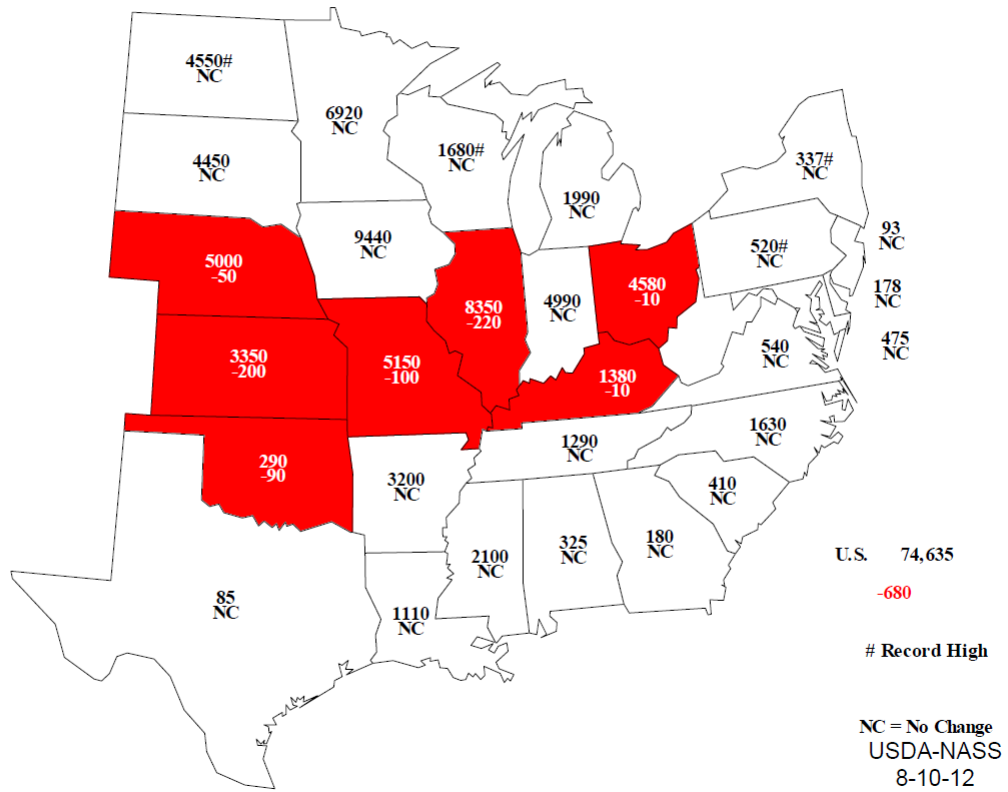 4550#
NC
6920
NC
1680#
NC
4450
NC
337#
NC
1990
NC
93
NC
9440
NC
520#
NC
5000
-50
4580
-10
178
NC
8350
-220
4990
NC
475
NC
540
NC
3350
-200
5150
-100
1380
-10
1630
NC
1290
NC
290
-90
3200
NC
410
NC
2100
NC
325
NC
180
NC
U.S. 74,635
-680
85
NC
1110
NC
# Record High
NC = No Change
USDA-NASS
8-10-12